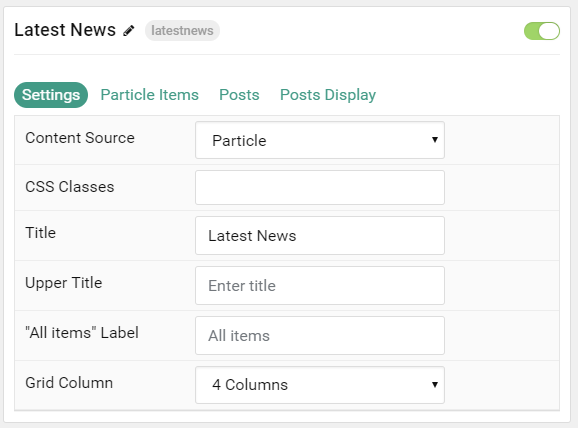 Latest News latestnews
Settings Particle Items Posts Posts Display
Content Source Particle
CSS Classes
Title Latest News
Upper Title Enter title
"All items" Label All items
Grid Column 4 Columns